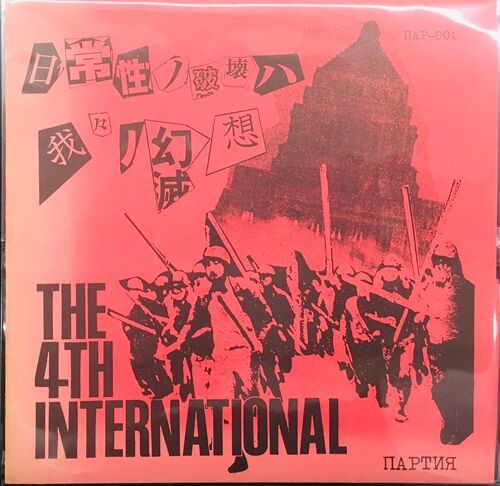 ПАР-001
日常性ノ破壊ハ
我々ノ幻想
滅
THE
4TH
INTERNATIONAL
ПАРТИЯ